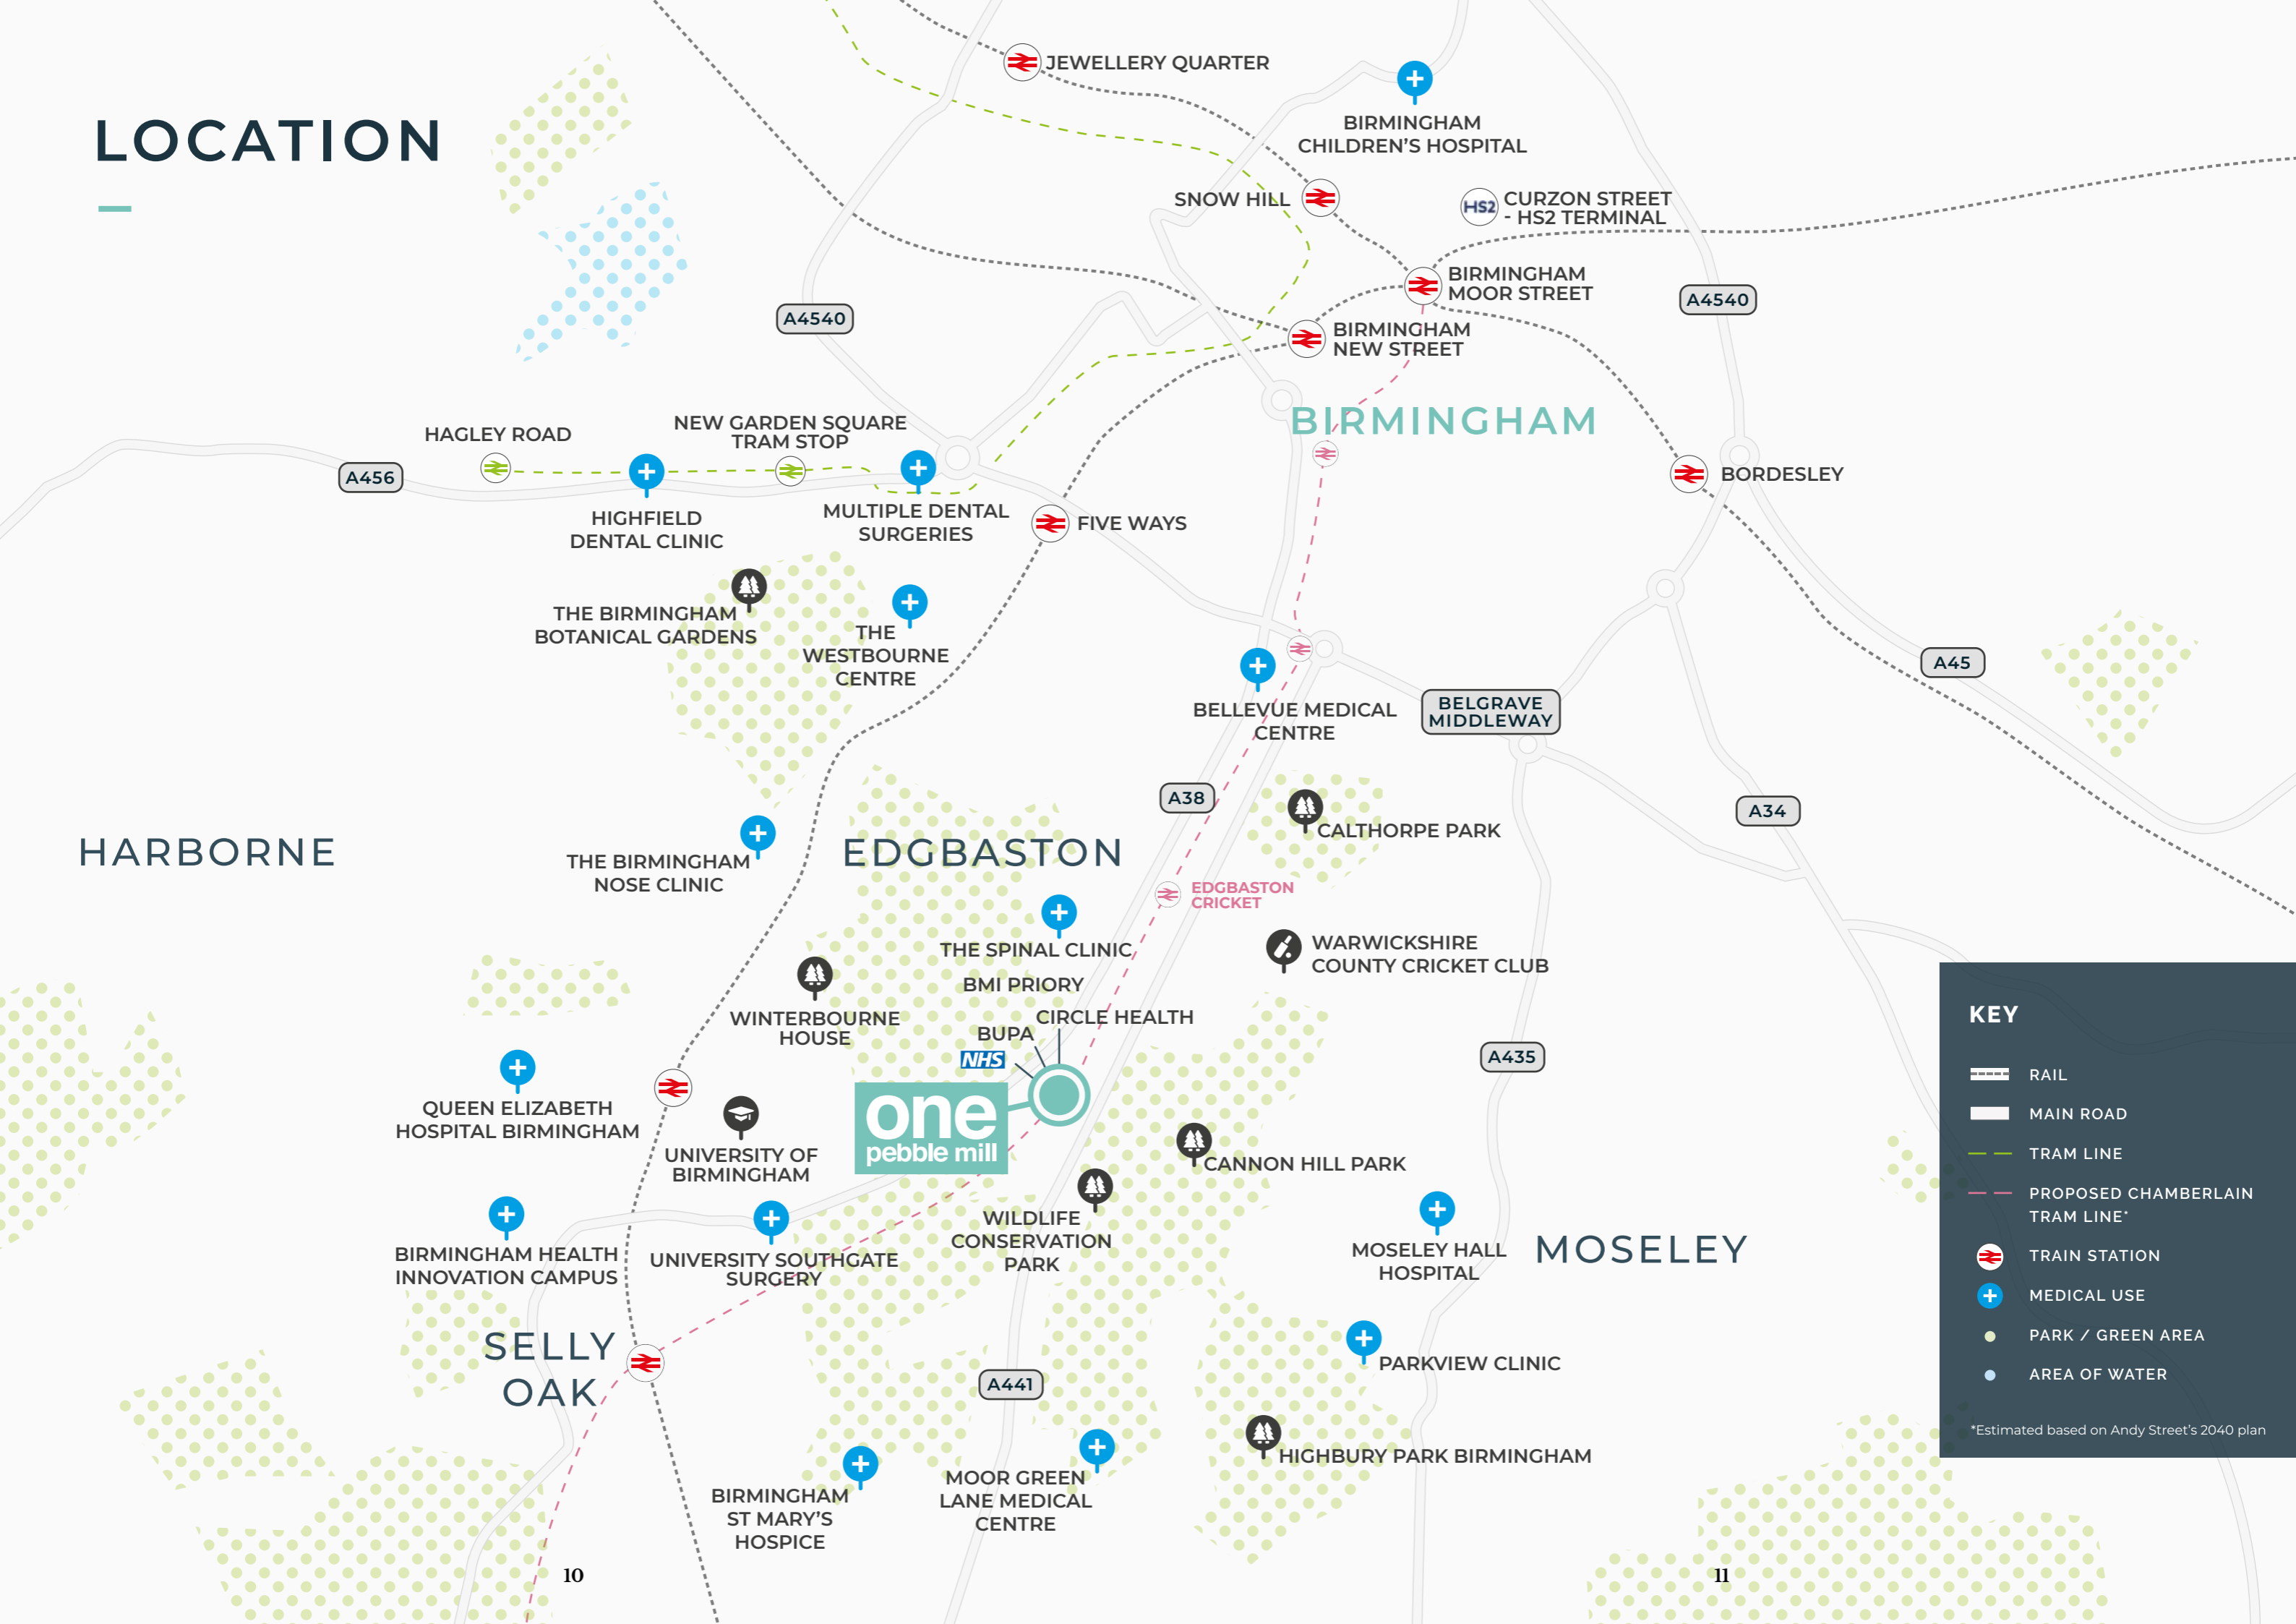 LOCATION
JEWELLERY QUARTER
BIRMINGHAM
CHILDREN'S HOSPITAL
SNOW HILL
HS2
CURZON STREET
- HS2 TERMINAL
BIRMINGHAM
MOOR STREET
A4540
A4540
BIRMINGHAM
NEW STREET
BIRMINGHAM
HAGLEY ROAD
NEW GARDEN SQUARE
TRAM STOP
A456
BORDESLEY
HIGHFIELD
DENTAL CLINIC
MULTIPLE DENTAL
SURGERIES
FIVE WAYS
THE BIRMINGHAM
BOTANICAL GARDENS
THE
WESTBOURNE
CENTRE
A45
BELLEVUE MEDICAL
CENTRE
BELGRAVE
MIDDLEWAY
A38
A34
CALTHORPE PARK
HARBORNE
EDGBASTON
THE BIRMINGHAM
NOSE CLINIC
EDGBASTON
CRICKET
THE SPINAL CLINIC
WARWICKSHIRE
COUNTY CRICKET CLUB
BMI PRIORY
WINTERBOURNE
HOUSE
CIRCLE HEALTH
BUPA
NHS
A435
QUEEN ELIZABETH
HOSPITAL BIRMINGHAM
one
pebble mill
UNIVERSITY OF
BIRMINGHAM
CANNON HILL PARK
WILDLIFE
CONSERVATION
PARK
BIRMINGHAM HEALTH
INNOVATION CAMPUS
UNIVERSITY SOUTHGATE
SURGERY
MOSELEY HALL
HOSPITAL
MOSELEY
SELLY
OAK
PARKVIEW CLINIC
A441
HIGHBURY PARK BIRMINGHAM
BIRMINGHAM
ST MARY'S
HOSPICE
MOOR GREEN
LANE MEDICAL
CENTRE
KEY
RAIL
MAIN ROAD
TRAM LINE
PROPOSED CHAMBERLAIN
TRAM LINE*
TRAIN STATION
MEDICAL USE
PARK / GREEN AREA
AREA OF WATER
*Estimated based on Andy Street's 2040 plan
10
11